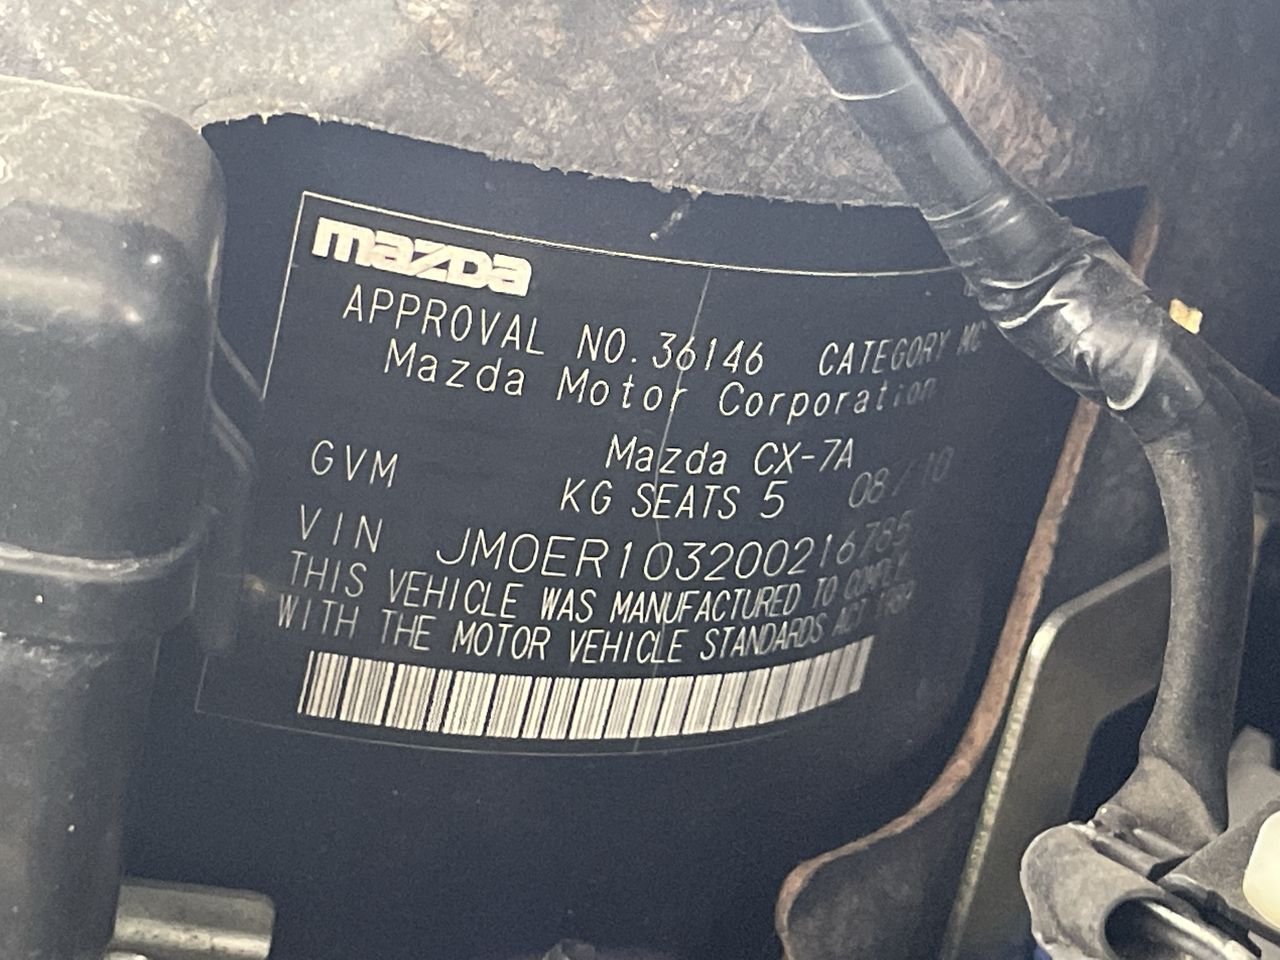 mazda
APPROVAL NO. 36146 CATEGORY MC
Mazda Motor Corporation
Mazda CX-7A
GVM KG SEATS 5 08/10
VIN JM0ER103200216785
THIS VEHICLE WAS MANUFACTURED TO COMPLY
WITH THE MOTOR VEHICLE STANDARDS ACT 1989